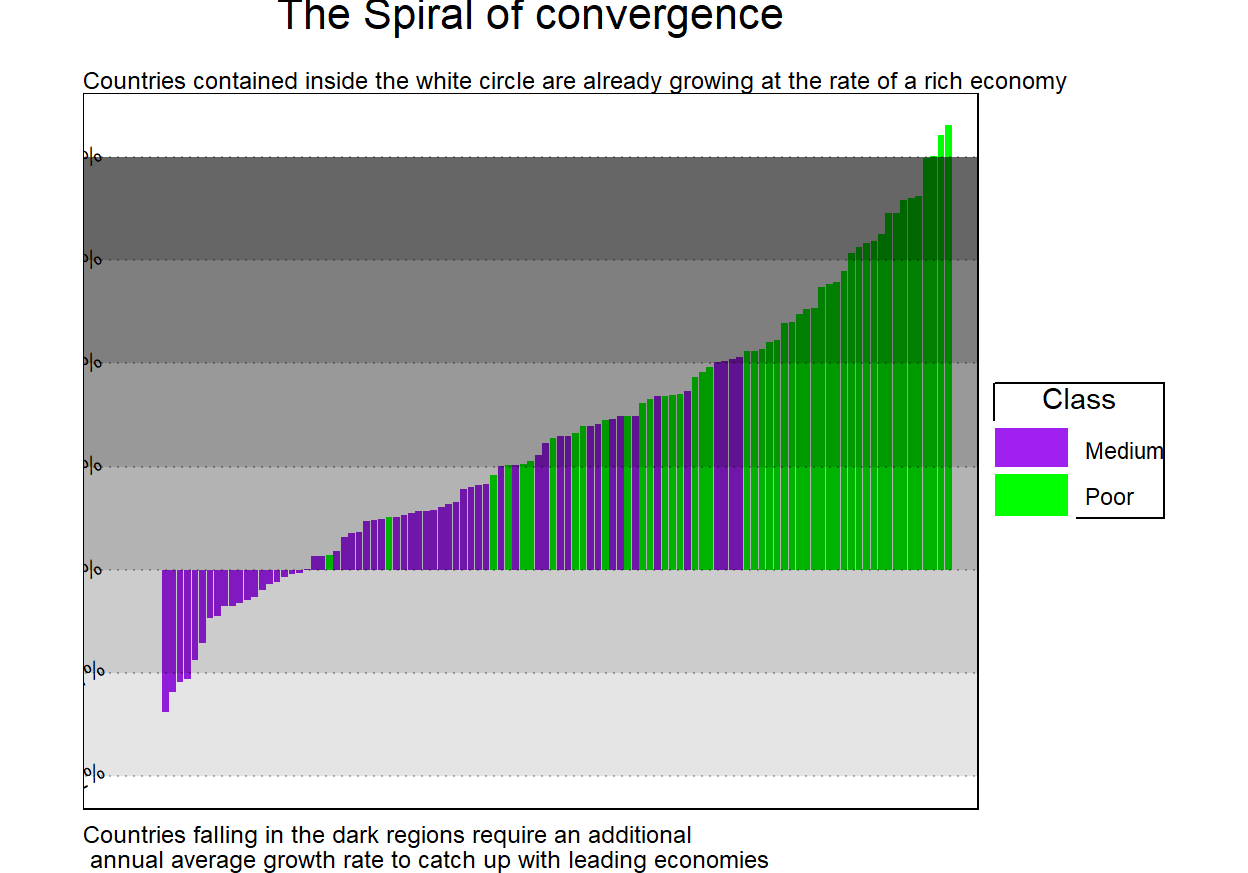 The Spiral of convergence
Countries contained inside the white circle are already growing at the rate of a rich economy
%
%
%
%
%
%
%
Class
Medium
Poor
Countries falling in the dark regions require an additional
annual average growth rate to catch up with leading economies